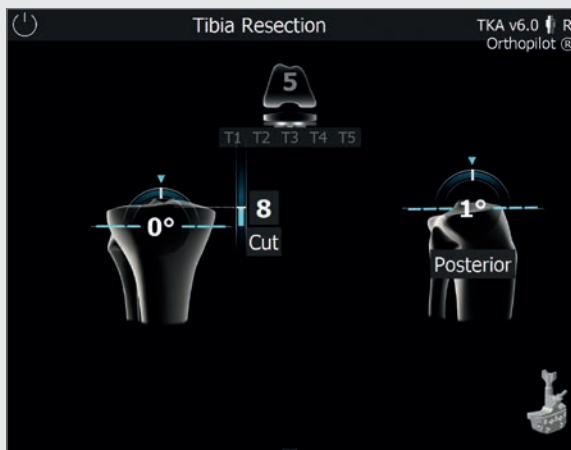 Tibia Resection
TKA v6.0 R
Orthopilot ®
5
T1 T2 T3 T4 T5
0°
8
Cut
1°
Posterior